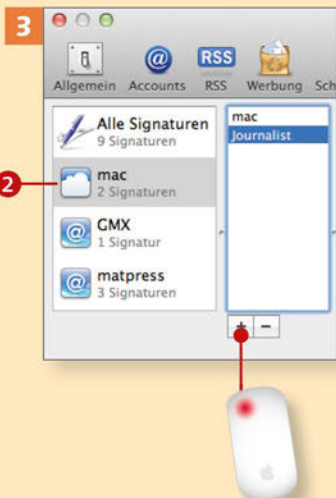 3
RSS
Allgemein Accounts RSS Werbung Sch
Alle Signaturen
9 Signaturen
mac
2 Signaturen
GMX
1 Signatur
matpress
3 Signaturen
mac
Journalist
2
+ −